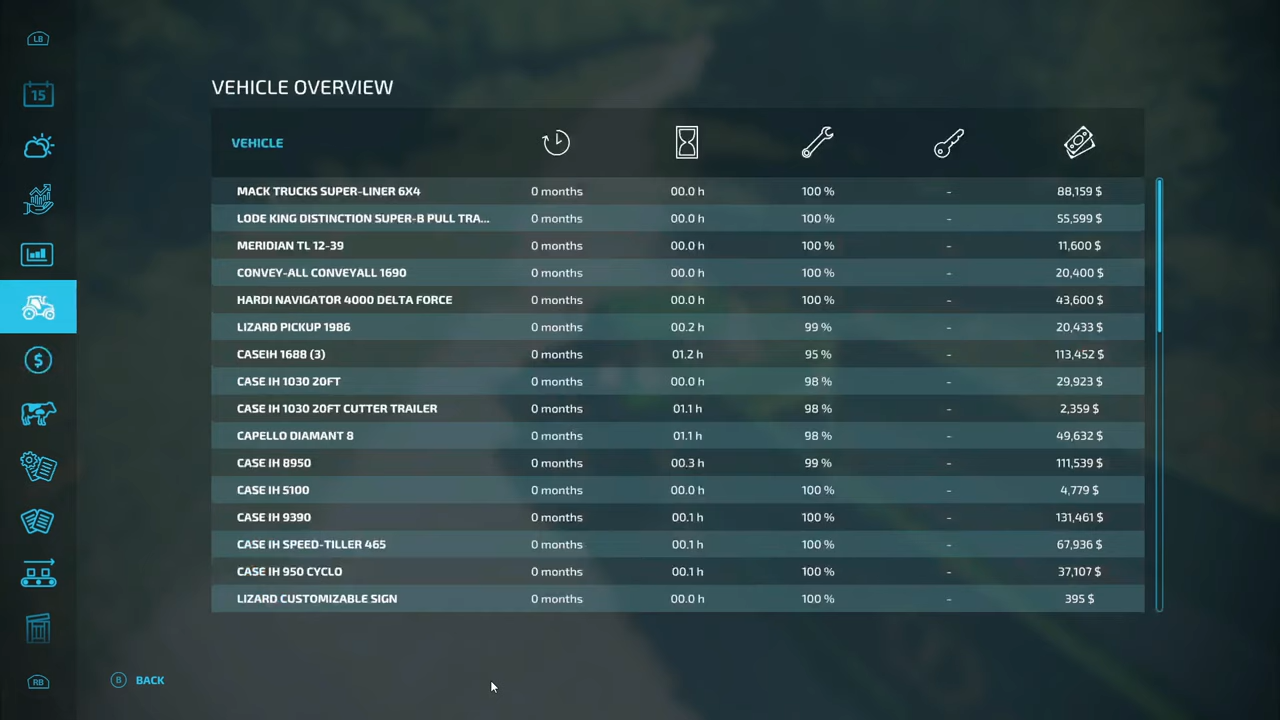 LB
15
VEHICLE OVERVIEW
VEHICLE
MACK TRUCKS SUPER-LINER 6X4 0 months 00.0 h 100 % - 88,159 $
LODE KING DISTINCTION SUPER-B PULL TRA... 0 months 00.0 h 100 % - 55,599 $
MERIDIAN TL 12-39 0 months 00.0 h 100 % - 11,600 $
CONVEY-ALL CONVEYALL 1690 0 months 00.0 h 100 % - 20,400 $
HARDI NAVIGATOR 4000 DELTA FORCE 0 months 00.0 h 100 % - 43,600 $
LIZARD PICKUP 1986 0 months 00.2 h 99 % - 20,433 $
CASEIH 1688 (3) 0 months 01.2 h 95 % - 113,452 $
CASE IH 1030 20FT 0 months 00.0 h 98 % - 29,923 $
CASE IH 1030 20FT CUTTER TRAILER 0 months 01.1 h 98 % - 2,359 $
CAPELLO DIAMANT 8 0 months 01.1 h 98 % - 49,632 $
CASE IH 8950 0 months 00.3 h 99 % - 111,539 $
CASE IH 5100 0 months 00.0 h 100 % - 4,779 $
CASE IH 9390 0 months 00.1 h 100 % - 131,461 $
CASE IH SPEED-TILLER 465 0 months 00.1 h 100 % - 67,936 $
CASE IH 950 CYCLO 0 months 00.1 h 100 % - 37,107 $
LIZARD CUSTOMIZABLE SIGN 0 months 00.0 h 100 % - 395 $
$
RB
B BACK